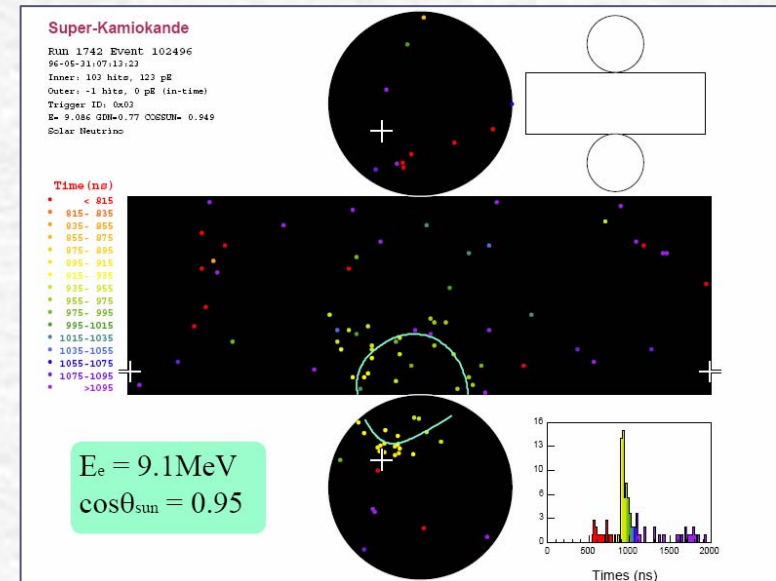 Super-Kamiokande
Run 1742 Event 102496
96-05-31:07:13:23
Inner: 103 hits, 123 pE
Outer: -1 hits, 0 pE (in-time)
Trigger ID: 0x03
E= 9.086 GDN=0.77 COSSUN= 0.949
Solar Neutrino
Time(ns)
< 815
815- 835
835- 855
855- 875
875- 895
895- 915
915- 935
935- 955
955- 975
975- 995
995-1015
1015-1035
1035-1055
1055-1075
1075-1095
>1095
Ee = 9.1MeV
cosθsun = 0.95
16
13
10
6
3
0
0 500 1000 1500 2000
Times (ns)